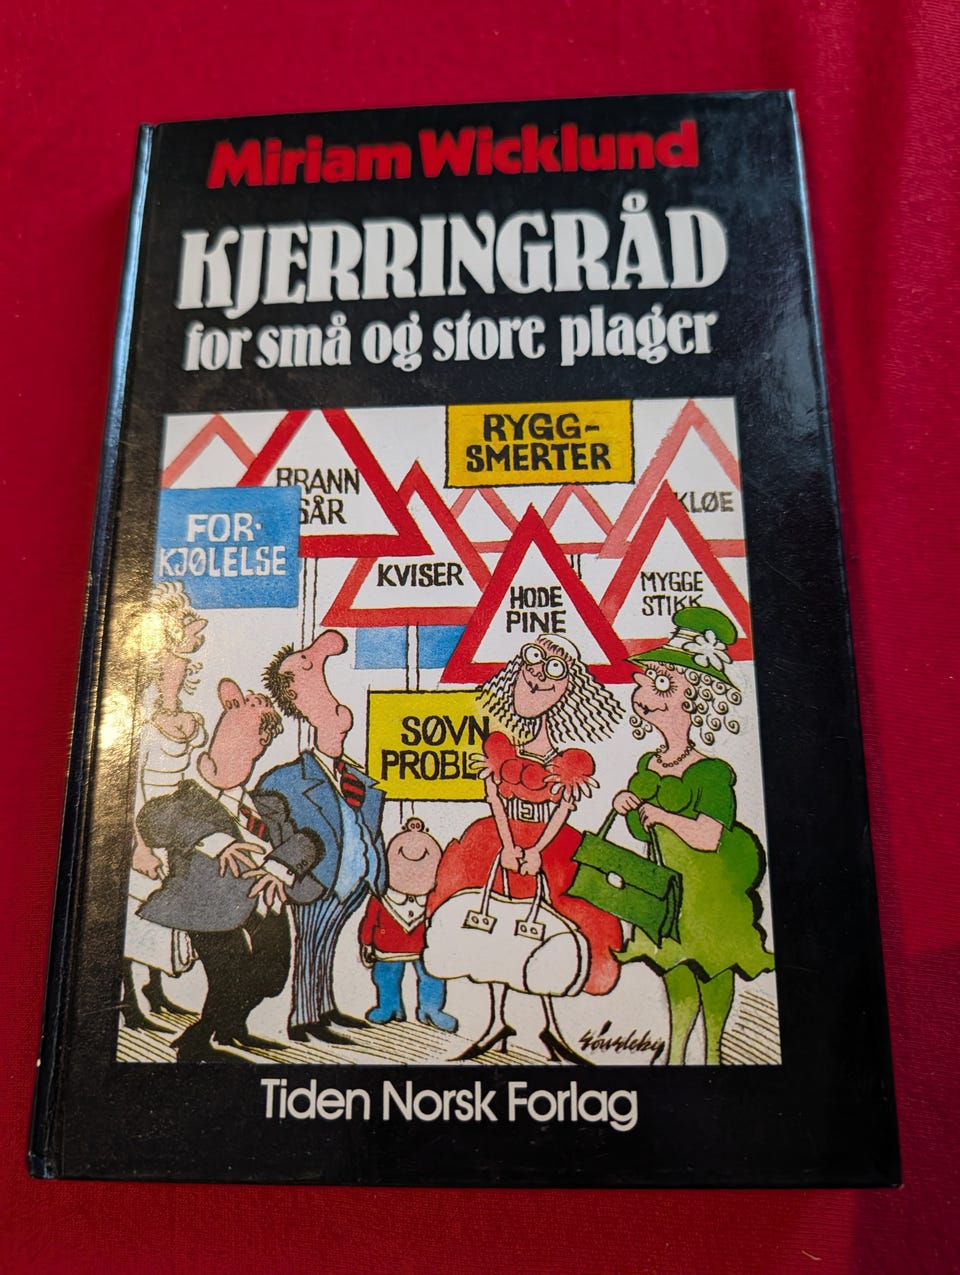 Miriam Wicklund
KJERRINGRÅD
for små og store plager
RYGG-
SMERTER
BRANN
SÅR
KLØE
FOR-
KJØLELSE
KVISER
HODE
PINE
MYGGE
STIKK
SØVN
PROBLE
Tiden Norsk Forlag